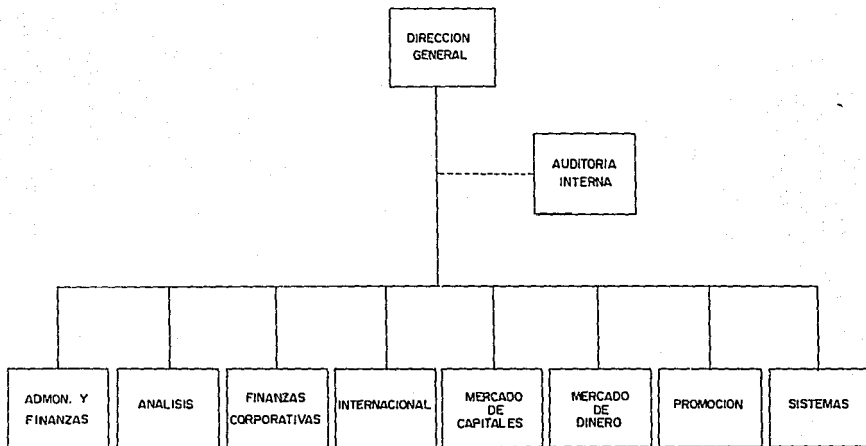 DIRECCION
GENERAL
AUDITORIA
INTERNA
ADMON. Y
FINANZAS
ANALISIS
FINANZAS
CORPORATIVAS
INTERNACIONAL
MERCADO
DE
CAPITALES
MERCADO
DE
DINERO
PROMOCION
SISTEMAS